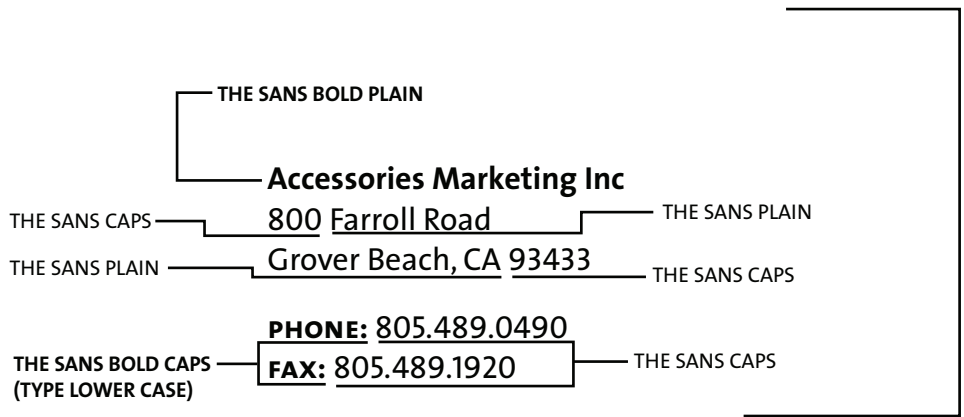 THE SANS BOLD PLAIN
Accessories Marketing Inc
THE SANS CAPS 800 Farroll Road THE SANS PLAIN
THE SANS PLAIN Grover Beach, CA 93433 THE SANS CAPS
PHONE: 805.489.0490
THE SANS BOLD CAPS FAX: 805.489.1920 THE SANS CAPS
(TYPE LOWER CASE)